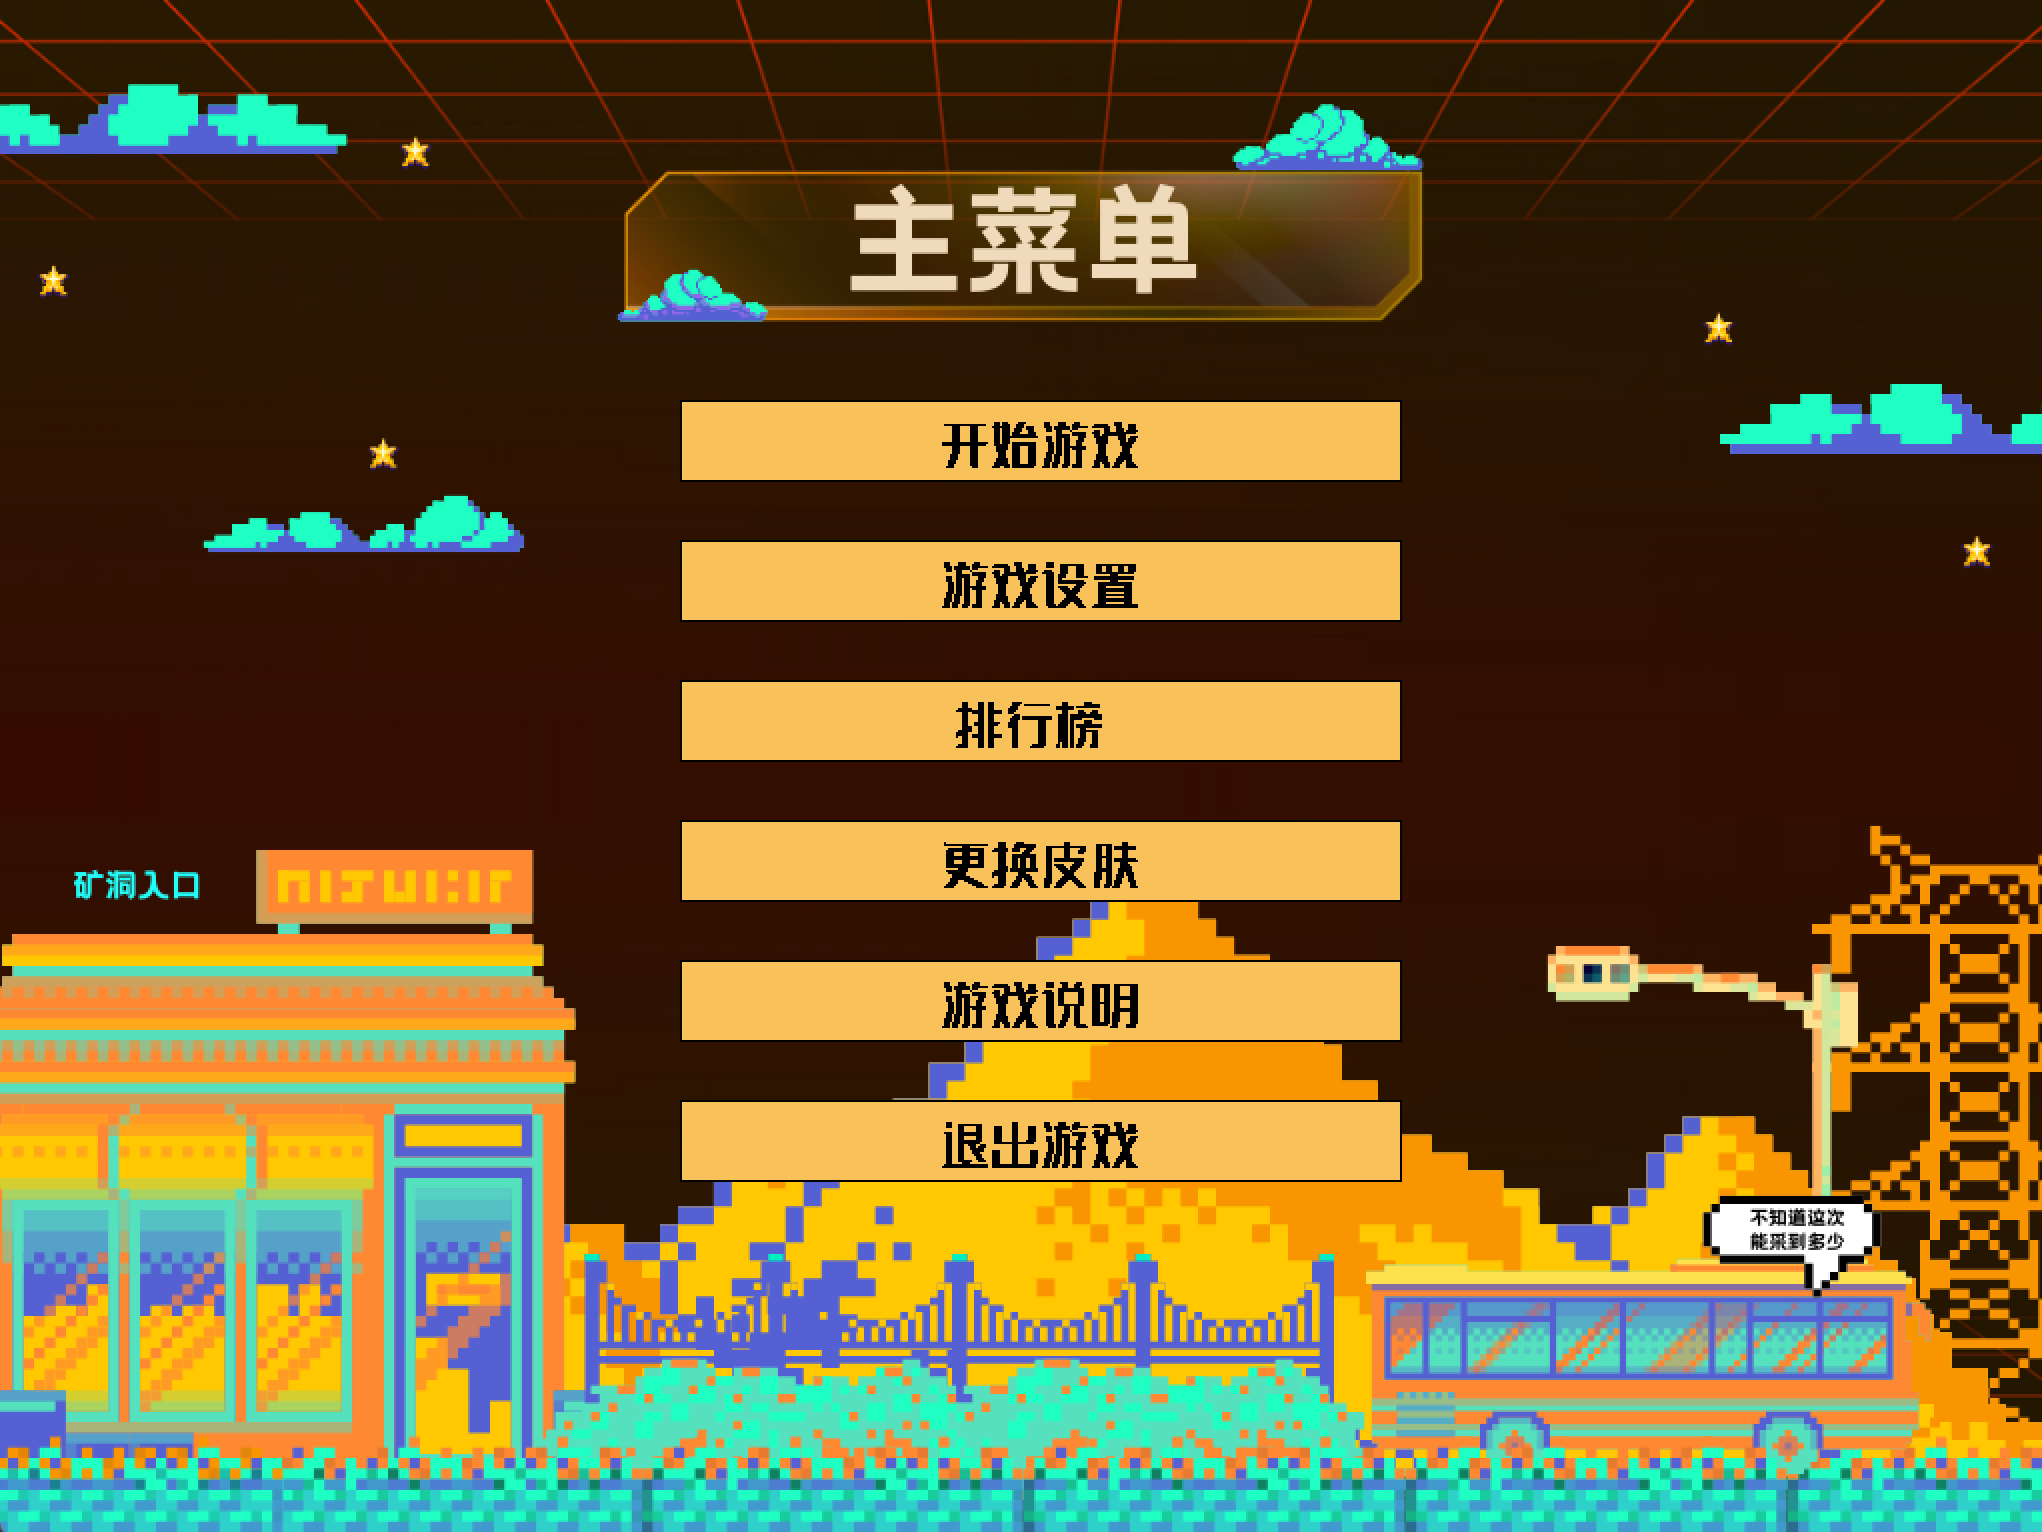 主菜单
开始游戏
游戏设置
排行榜
更换皮肤
矿洞入口
游戏说明
退出游戏
不知道这次
能采到多少